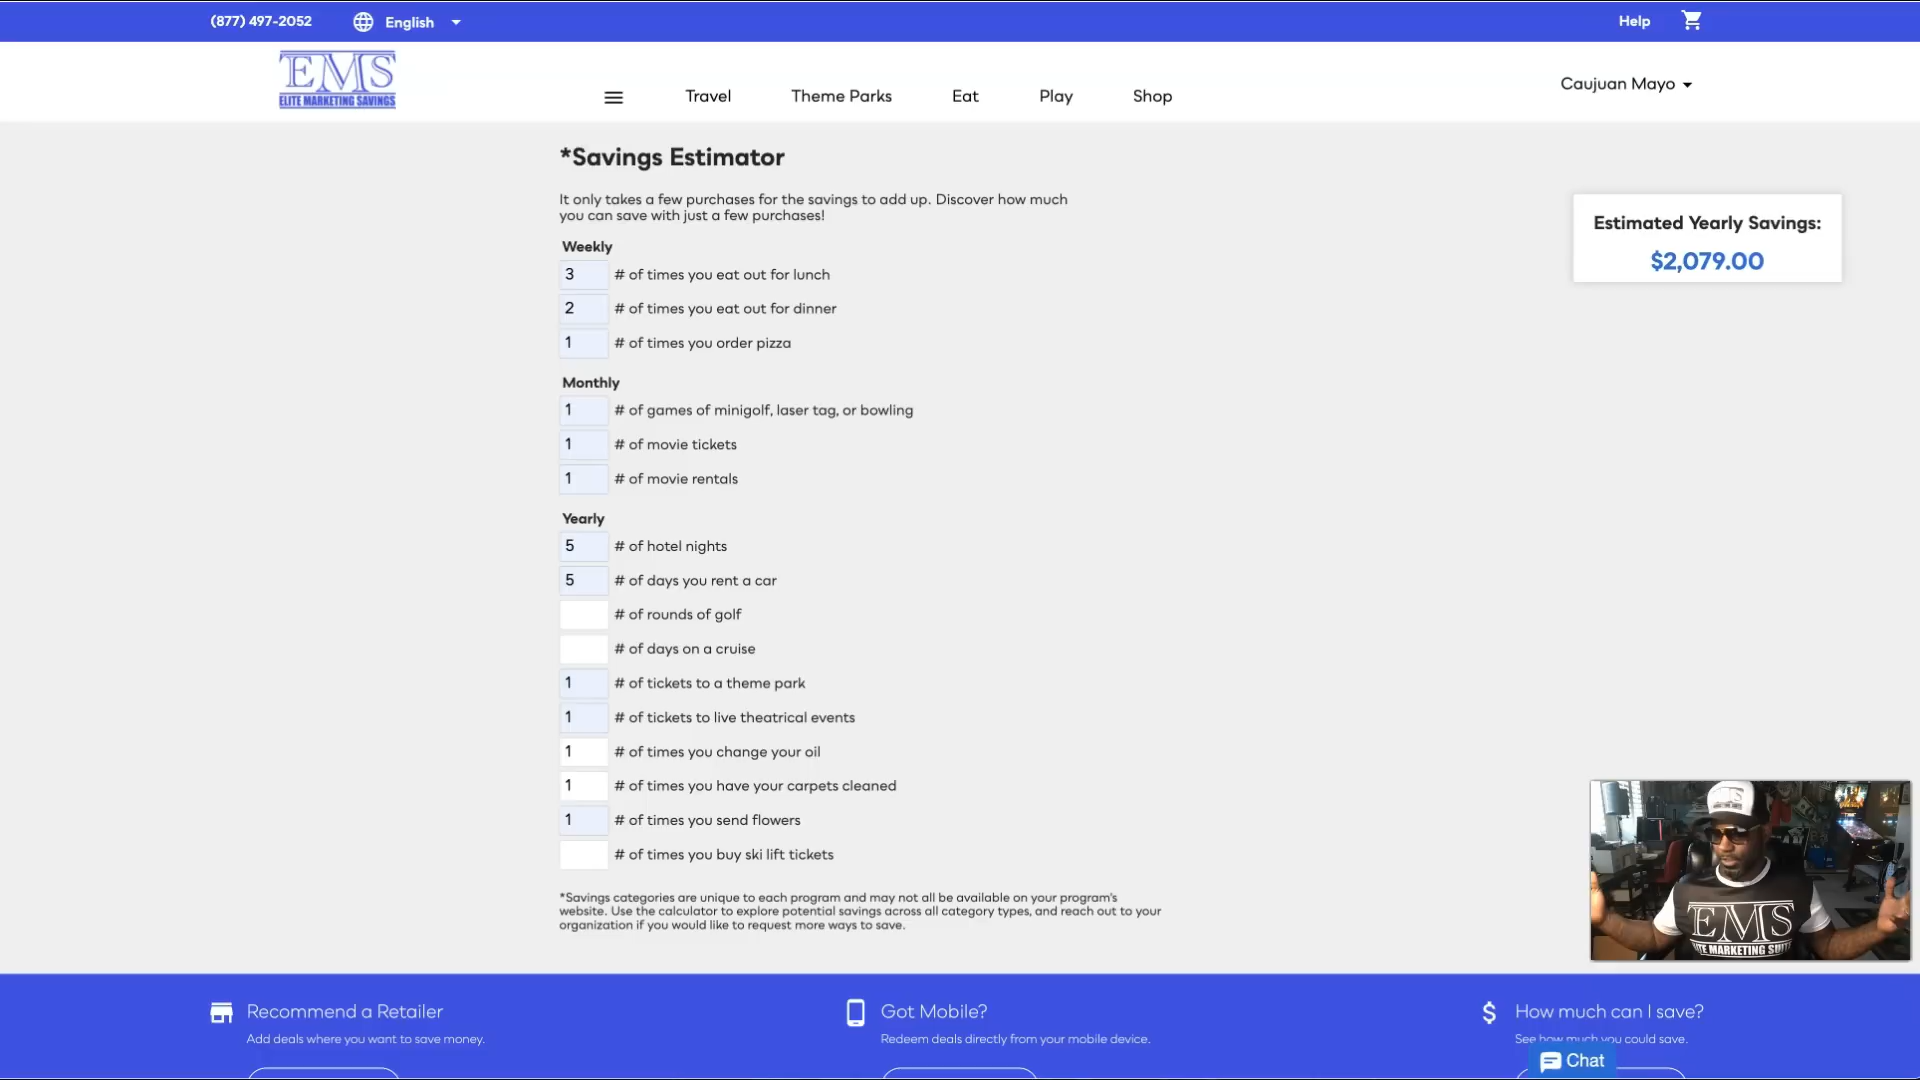 (877) 497-2052
English
Help
EMS
ELITE MARKETING SAVINGS
Travel
Theme Parks
Eat
Play
Shop
Caujuan Mayo
*Savings Estimator
It only takes a few purchases for the savings to add up. Discover how much
you can save with just a few purchases!
Estimated Yearly Savings:
$2,079.00
Weekly
3 # of times you eat out for lunch
2 # of times you eat out for dinner
1 # of times you order pizza
Monthly
1 # of games of minigolf, laser tag, or bowling
1 # of movie tickets
1 # of movie rentals
Yearly
5 # of hotel nights
5 # of days you rent a car
# of rounds of golf
# of days on a cruise
1 # of tickets to a theme park
1 # of tickets to live theatrical events
1 # of times you change your oil
1 # of times you have your carpets cleaned
1 # of times you send flowers
# of times you buy ski lift tickets
*Savings categories are unique to each program and may not all be available on your program's
website. Use the calculator to explore potential savings across all category types, and reach out to your
organization if you would like to request more ways to save.
EMS
MARKETING
Recommend a Retailer
Add deals where you want to save money.
Got Mobile?
Redeem deals directly from your mobile device.
How much can I save?
See how much you could save.
Chat